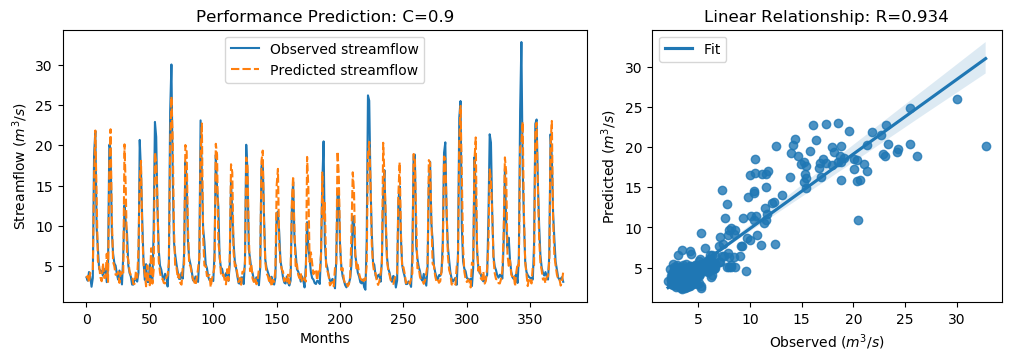 Performance Prediction: C=0.9
Observed streamflow
Predicted streamflow
Streamflow (m³/s)
30
25
20
15
10
5
0 50 100 150 200 250 300 350
Months
Linear Relationship: R=0.934
Fit
Predicted (m³/s)
30
25
20
15
10
5
5 10 15 20 25 30
Observed (m³/s)